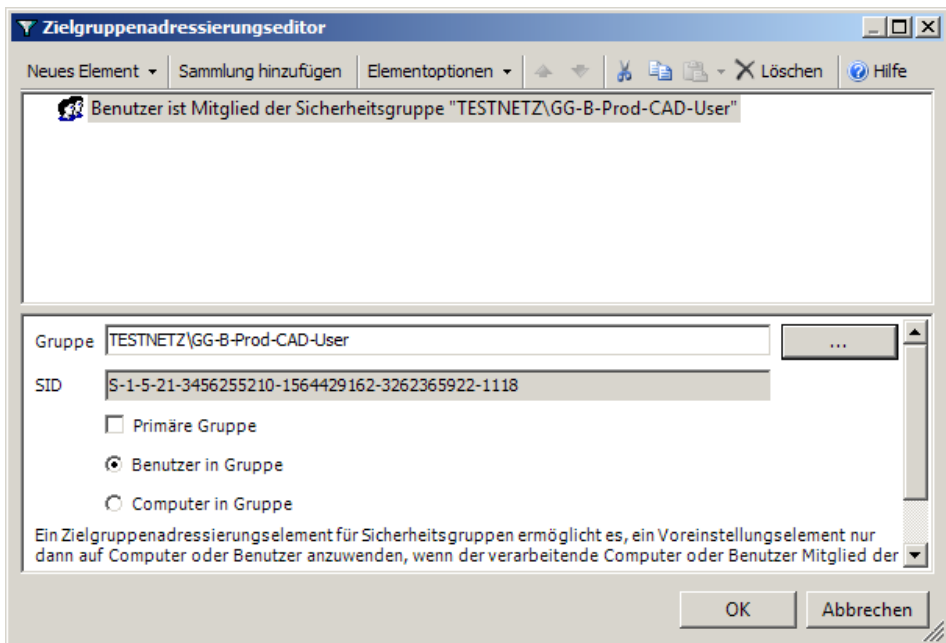 Zielgruppenadressierungseditor
Neues Element Sammlung hinzufügen Elementoptionen Löschen Hilfe
Benutzer ist Mitglied der Sicherheitsgruppe "TESTNETZ\GG-B-Prod-CAD-User"
Gruppe TESTNETZ\GG-B-Prod-CAD-User ...
SID S-1-5-21-3456255210-1564429162-3262365922-1118
Primäre Gruppe
Benutzer in Gruppe
Computer in Gruppe
Ein Zielgruppenadressierungselement für Sicherheitsgruppen ermöglicht es, ein Voreinstellungselement nur
dann auf Computer oder Benutzer anzuwenden, wenn der verarbeitende Computer oder Benutzer Mitglied der
OK Abbrechen